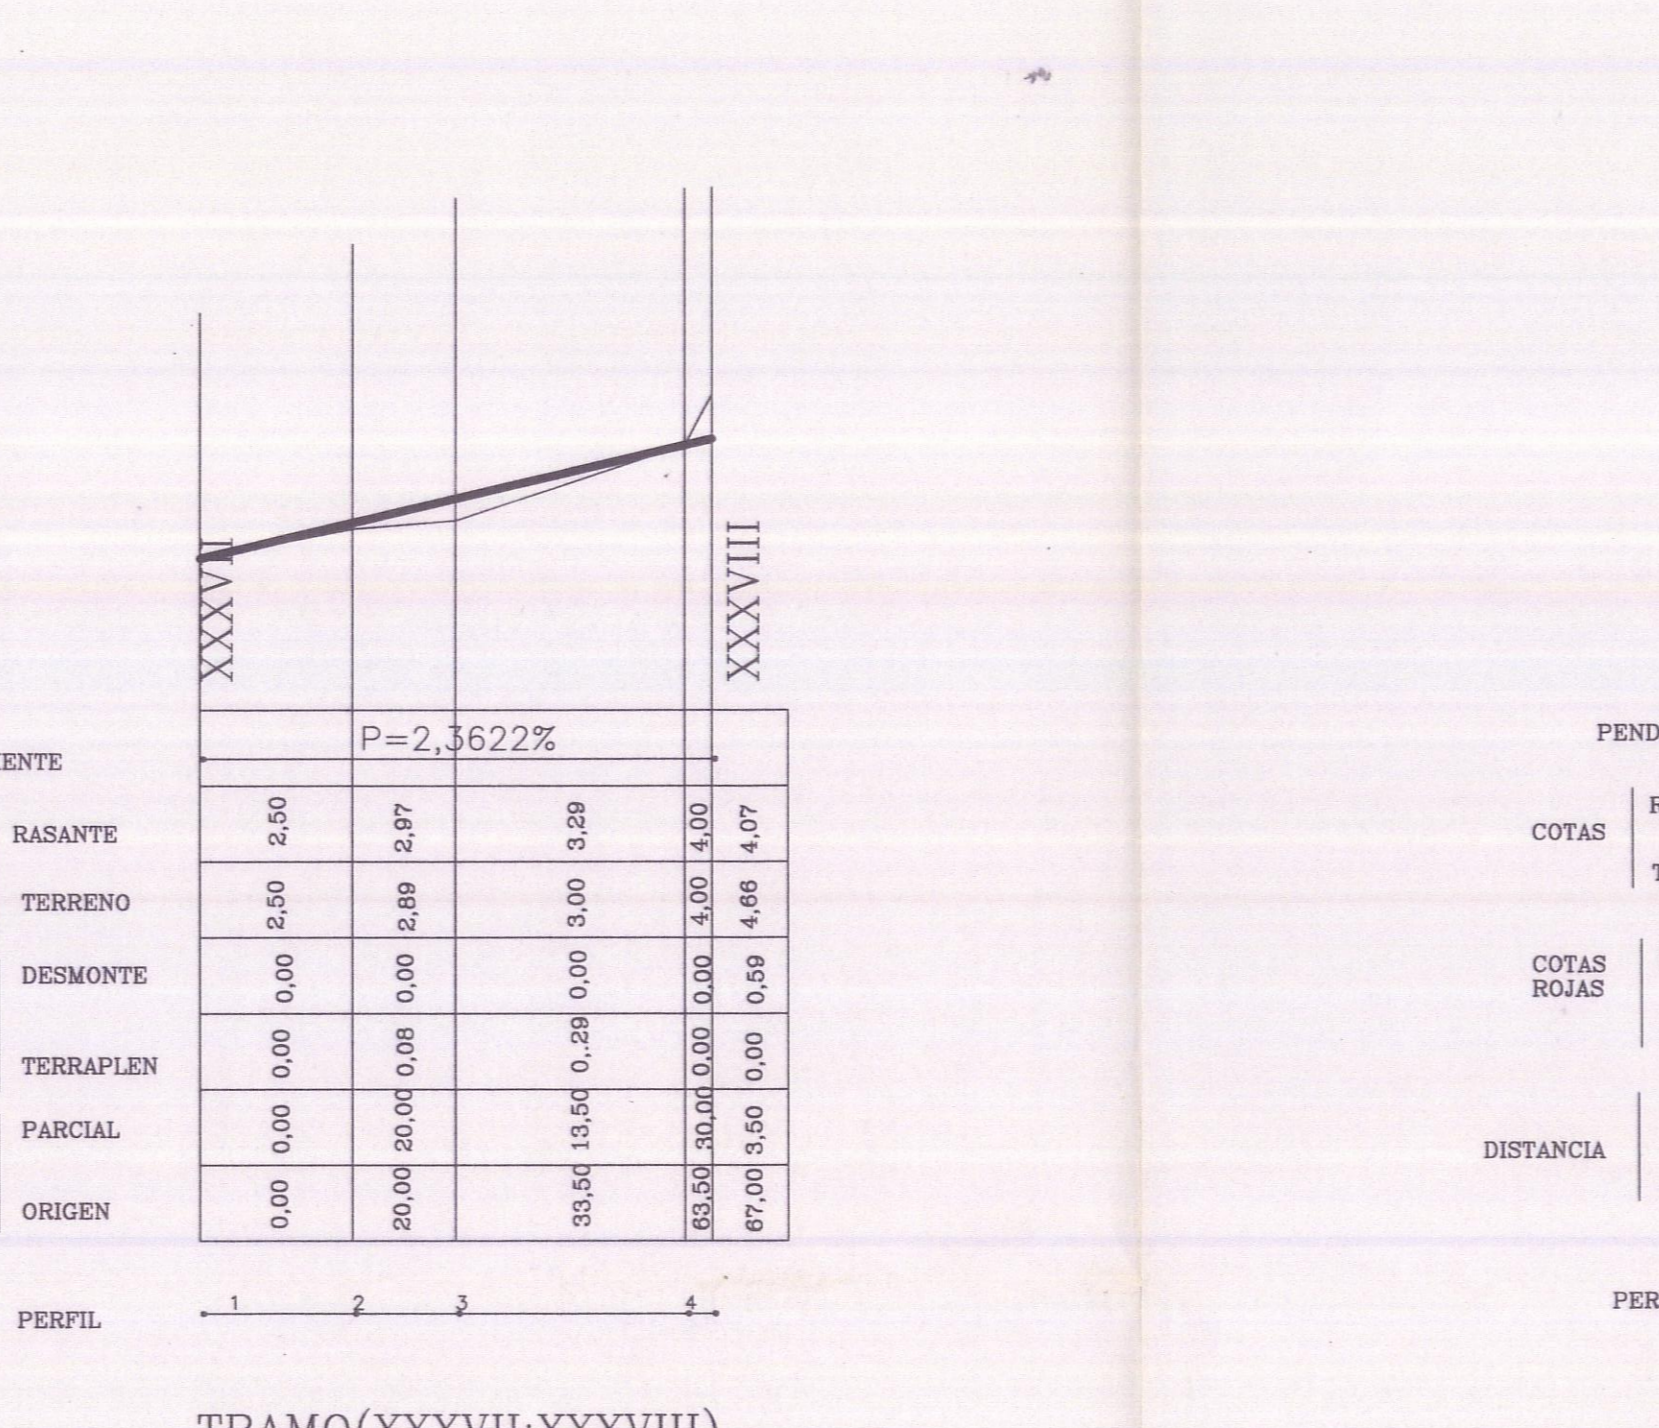 XXXVII
XXXVIII
P=2,3622%
ENTE
RASANTE 2,50 2,97 3,29 4,00 4,07
TERRENO 2,50 2,89 3,00 4,00 4,66
DESMONTE 0,00 0,00 0,00 0,00 0,59
TERRAPLEN 0,00 0,08 0,.29 0,00 0,00
PARCIAL 0,00 20,00 13,50 30,00 3,50
ORIGEN 0,00 20,00 33,50 63,50 67,00
PERFIL 1 2 3 4
TRAMO(XXXVII-XXXVIII)
PEND
COTAS
COTAS
ROJAS
DISTANCIA
PER